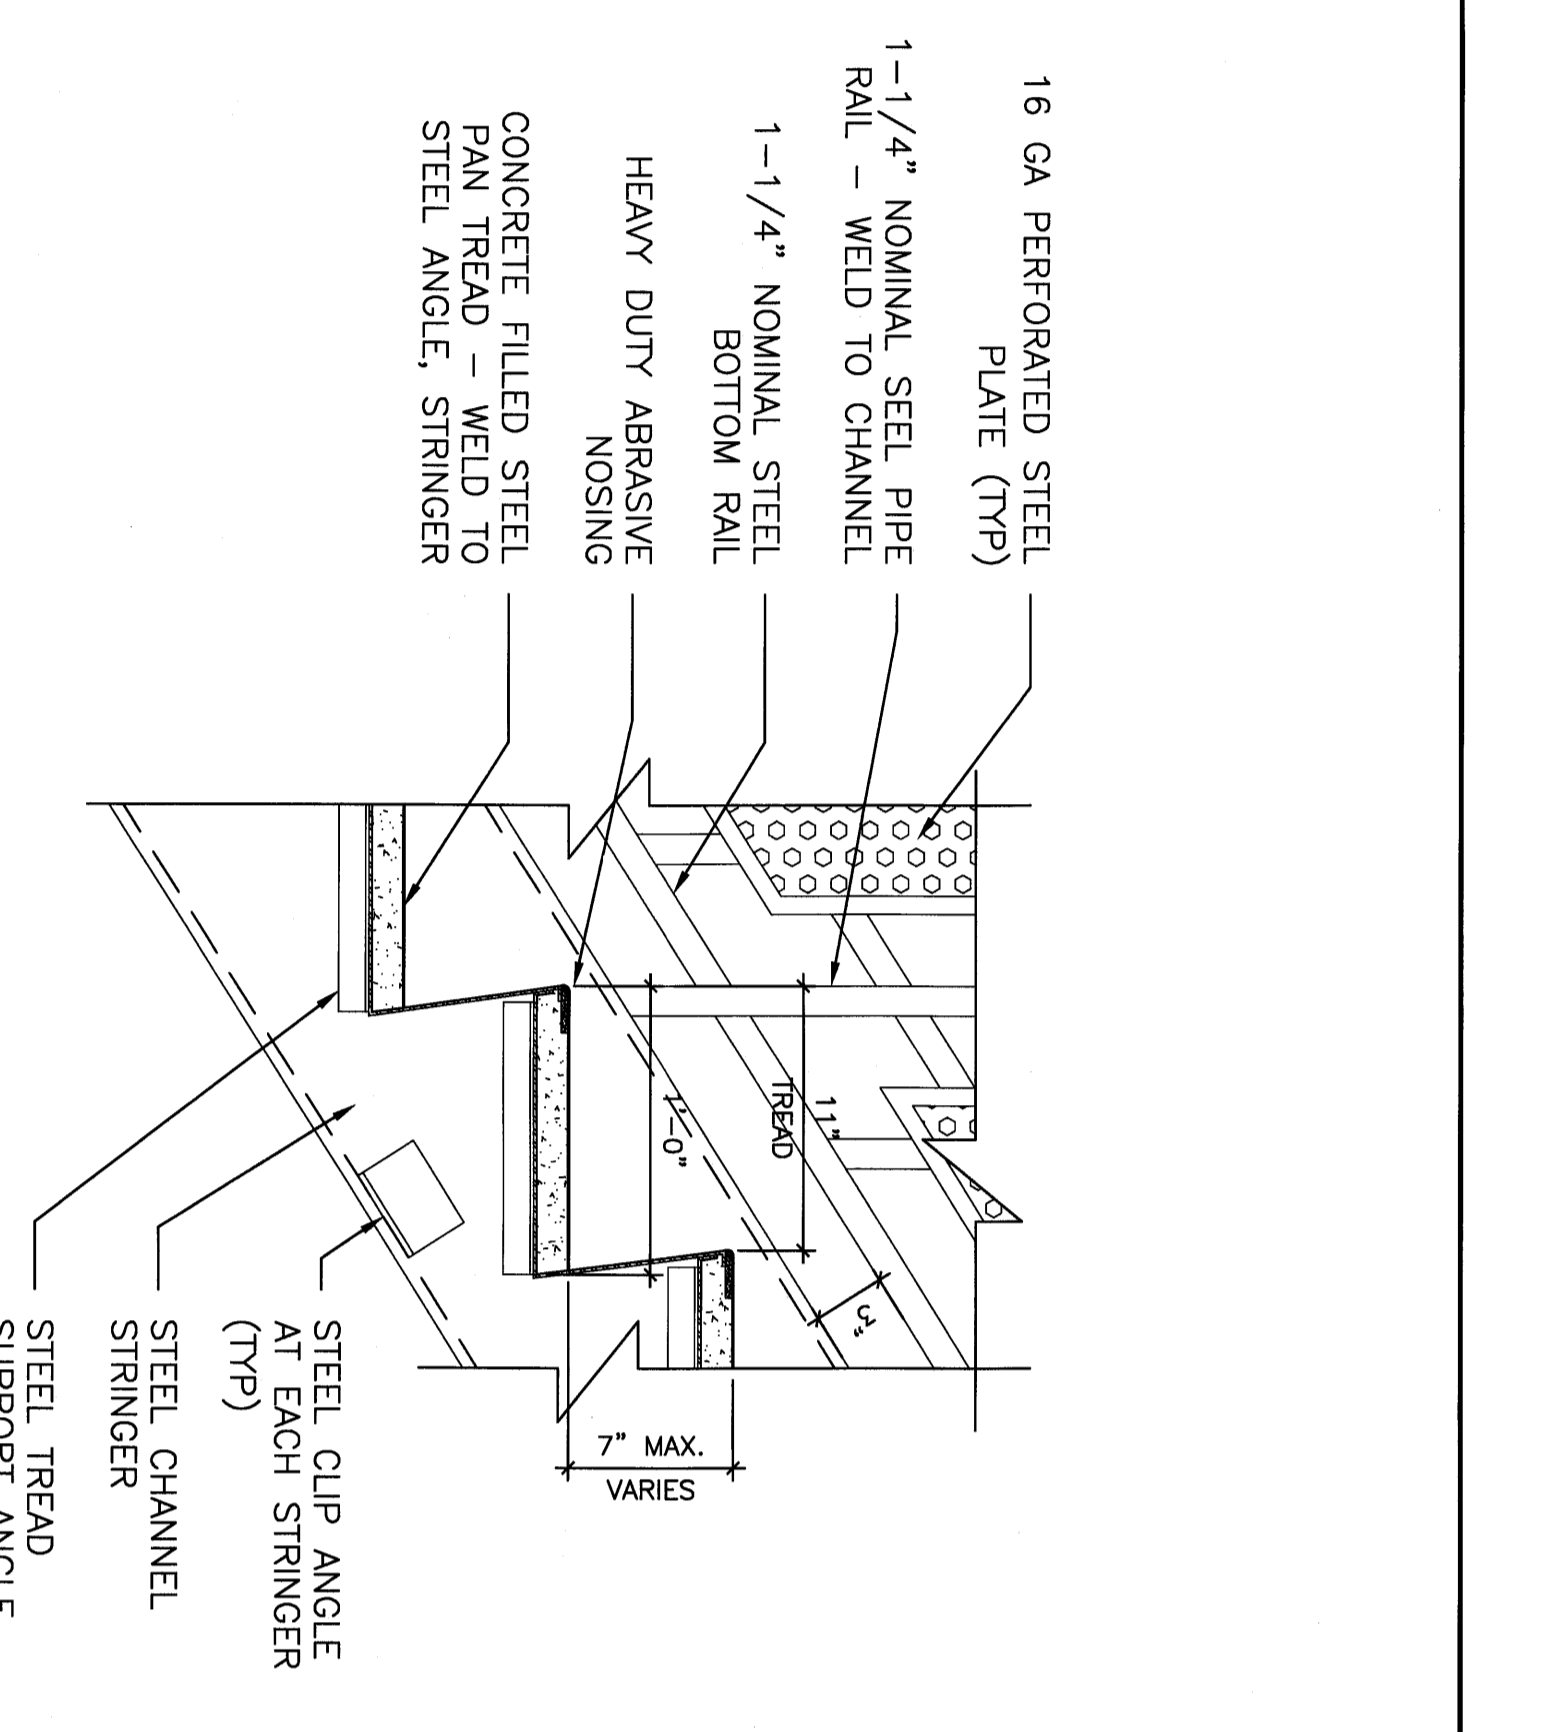 16 GA PERFORATED STEEL
PLATE (TYP)
1-1/4" NOMINAL SEEL PIPE
RAIL - WELD TO CHANNEL
1-1/4" NOMINAL STEEL
BOTTOM RAIL
HEAVY DUTY ABRASIVE
NOSING
CONCRETE FILLED STEEL
PAN TREAD - WELD TO
STEEL ANGLE, STRINGER
11"
TREAD
1'-0"
3"
7" MAX.
VARIES
STEEL CLIP ANGLE
AT EACH STRINGER
(TYP)
STEEL CHANNEL
STRINGER
STEEL TREAD
SUPPORT ANGLE